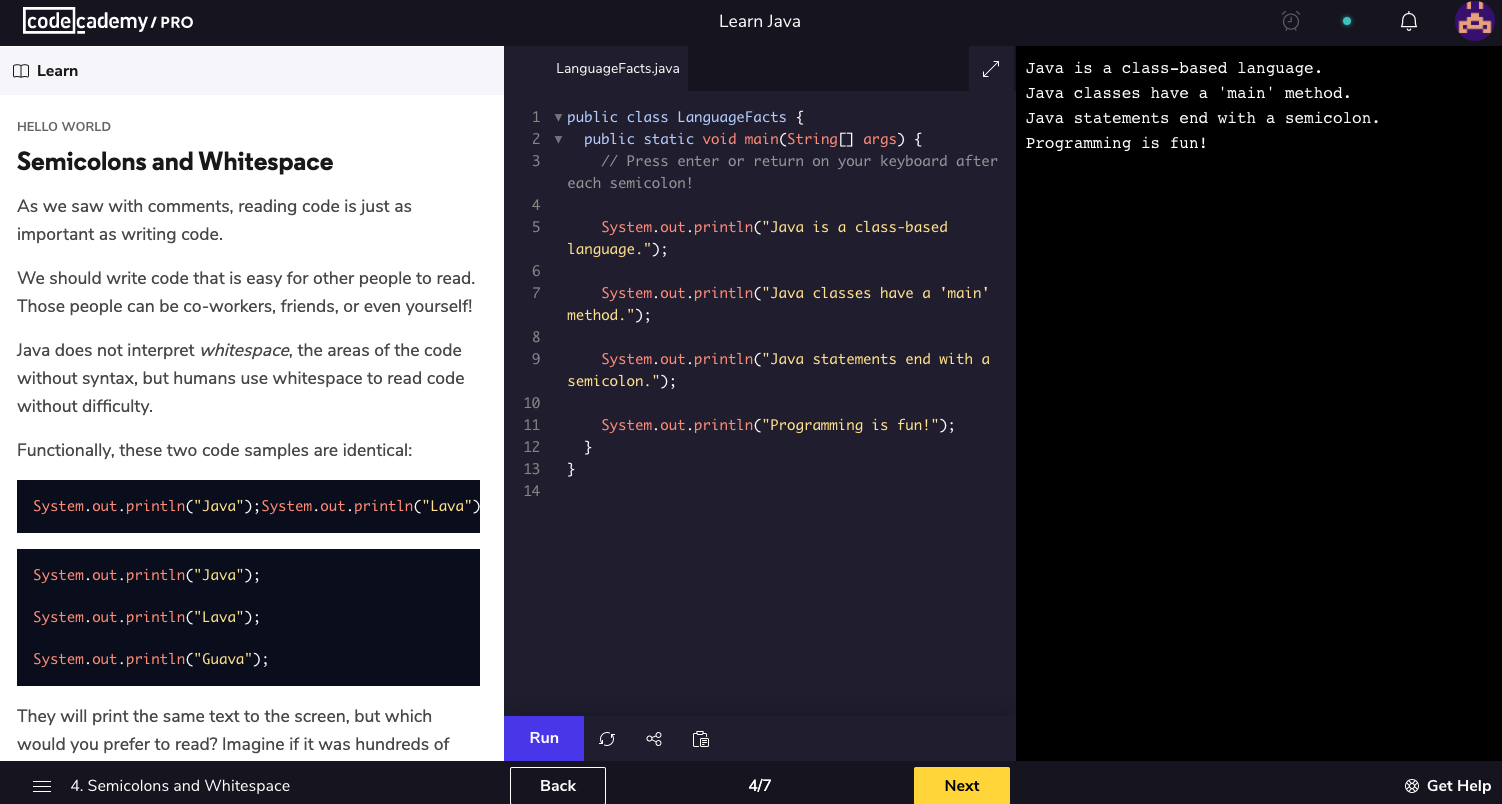 codecademy/PRO
Learn Java
Learn
HELLO WORLD
Semicolons and Whitespace
As we saw with comments, reading code is just as
important as writing code.
We should write code that is easy for other people to read.
Those people can be co-workers, friends, or even yourself!
Java does not interpret whitespace, the areas of the code
without syntax, but humans use whitespace to read code
without difficulty.
Functionally, these two code samples are identical:
System.out.println("Java");System.out.println("Lava")
System.out.println("Java");
System.out.println("Lava");
System.out.println("Guava");
They will print the same text to the screen, but which
would you prefer to read? Imagine if it was hundreds of
LanguageFacts.java
1 public class LanguageFacts {
2 public static void main(String[] args) {
3 // Press enter or return on your keyboard after
each semicolon!
4
5 System.out.println("Java is a class-based
language.");
6
7 System.out.println("Java classes have a 'main'
method.");
8
9 System.out.println("Java statements end with a
semicolon.");
10
11 System.out.println("Programming is fun!");
12 }
13 }
14
Run
Java is a class-based language.
Java classes have a 'main' method.
Java statements end with a semicolon.
Programming is fun!
4. Semicolons and Whitespace
Back
4/7
Next
Get Help